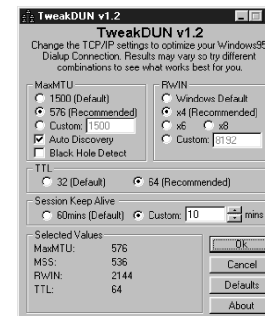 TweakDUN v1.2
TweakDUN v1.2
Change the TCP/IP settings to optimize your Windows95
Dialup Connection. Results may vary so try different
combinations to see what works best for you.
MaxMTU
1500 (Default)
576 (Recommended)
Custom: 1500
Auto Discovery
Black Hole Detect
RWIN
Windows Default
x4 (Recommended)
x6 x8
Custom: 8192
TTL
32 (Default) 64 (Recommended)
Session Keep Alive
60mins (Default) Custom: 10 mins
Selected Values
MaxMTU: 576
MSS: 536
RWIN: 2144
TTL: 64
Ok
Cancel
Defaults
About